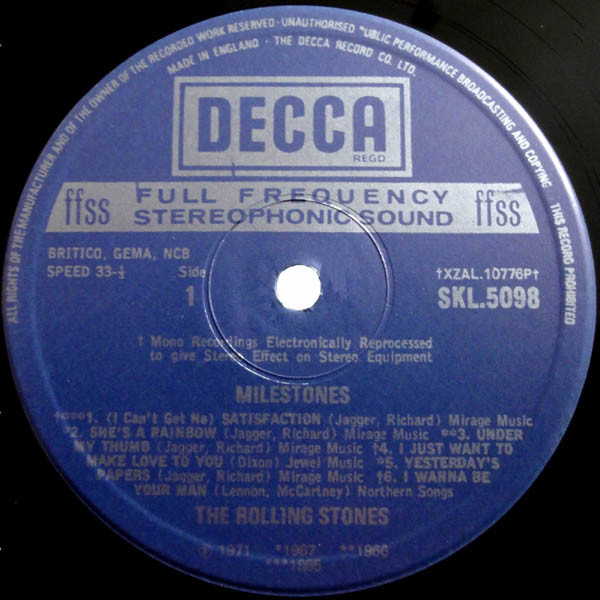 ALL RIGHTS OF THE MANUFACTURER AND OF THE OWNER OF THE RECORDED WORK RESERVED · UNAUTHORISED PUBLIC PERFORMANCE BROADCASTING AND COPYING THIS RECORD PROHIBITED
MADE IN ENGLAND · THE DECCA RECORD CO. LTD.
DECCA
REGD
ffss FULL FREQUENCY ffss
STEREOPHONIC SOUND
BRITICO, GEMA, NCB
SPEED 33-⅓ Side †XZAL.10776P†
1 SKL.5098
† Mono Recordings Electronically Reprocessed
to give Stereo Effect on Stereo Equipment
MILESTONES
†***1. (I Can't Get No) SATISFACTION (Jagger, Richard) Mirage Music
*2. SHE'S A RAINBOW (Jagger, Richard) Mirage Music **3. UNDER
MY THUMB (Jagger, Richard) Mirage Music †4. I JUST WANT TO
MAKE LOVE TO YOU (Dixon) Jewel Music *5. YESTERDAY'S
PAPERS (Jagger, Richard) Mirage Music †6. I WANNA BE
YOUR MAN (Lennon, McCartney) Northern Songs
THE ROLLING STONES
℗ 1971 *1967 **1966